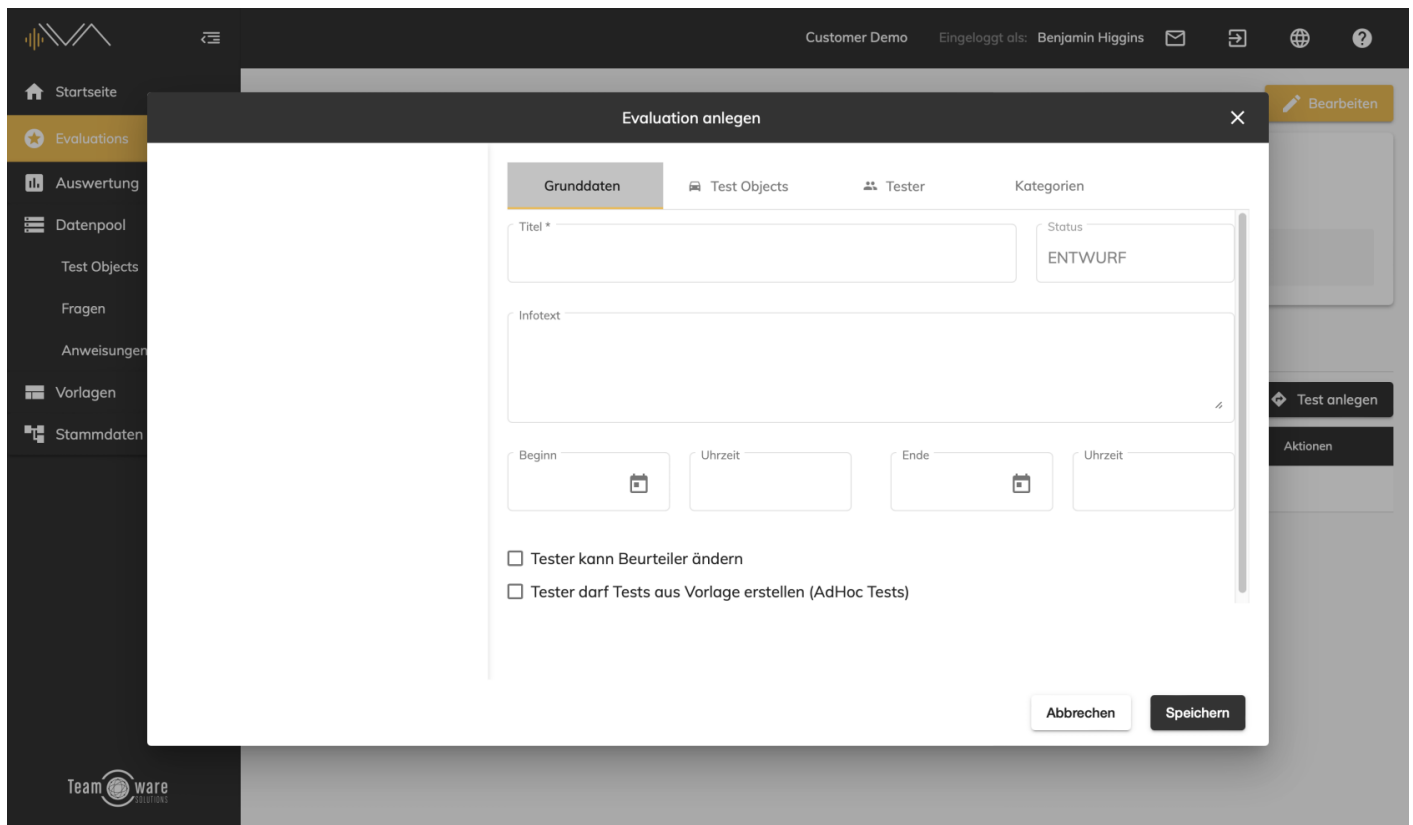 Customer Demo Eingeloggt als: Benjamin Higgins
Startseite
Evaluations
Auswertung
Datenpool
Test Objects
Fragen
Anweisungen
Vorlagen
Stammdaten
Team ware
SOLUTIONS
Bearbeiten
Evaluation anlegen
Grunddaten Test Objects Tester Kategorien
Titel * Status
ENTWURF
Infotext
Beginn Uhrzeit Ende Uhrzeit
Tester kann Beurteiler ändern
Tester darf Tests aus Vorlage erstellen (AdHoc Tests)
Abbrechen Speichern
Test anlegen
Aktionen